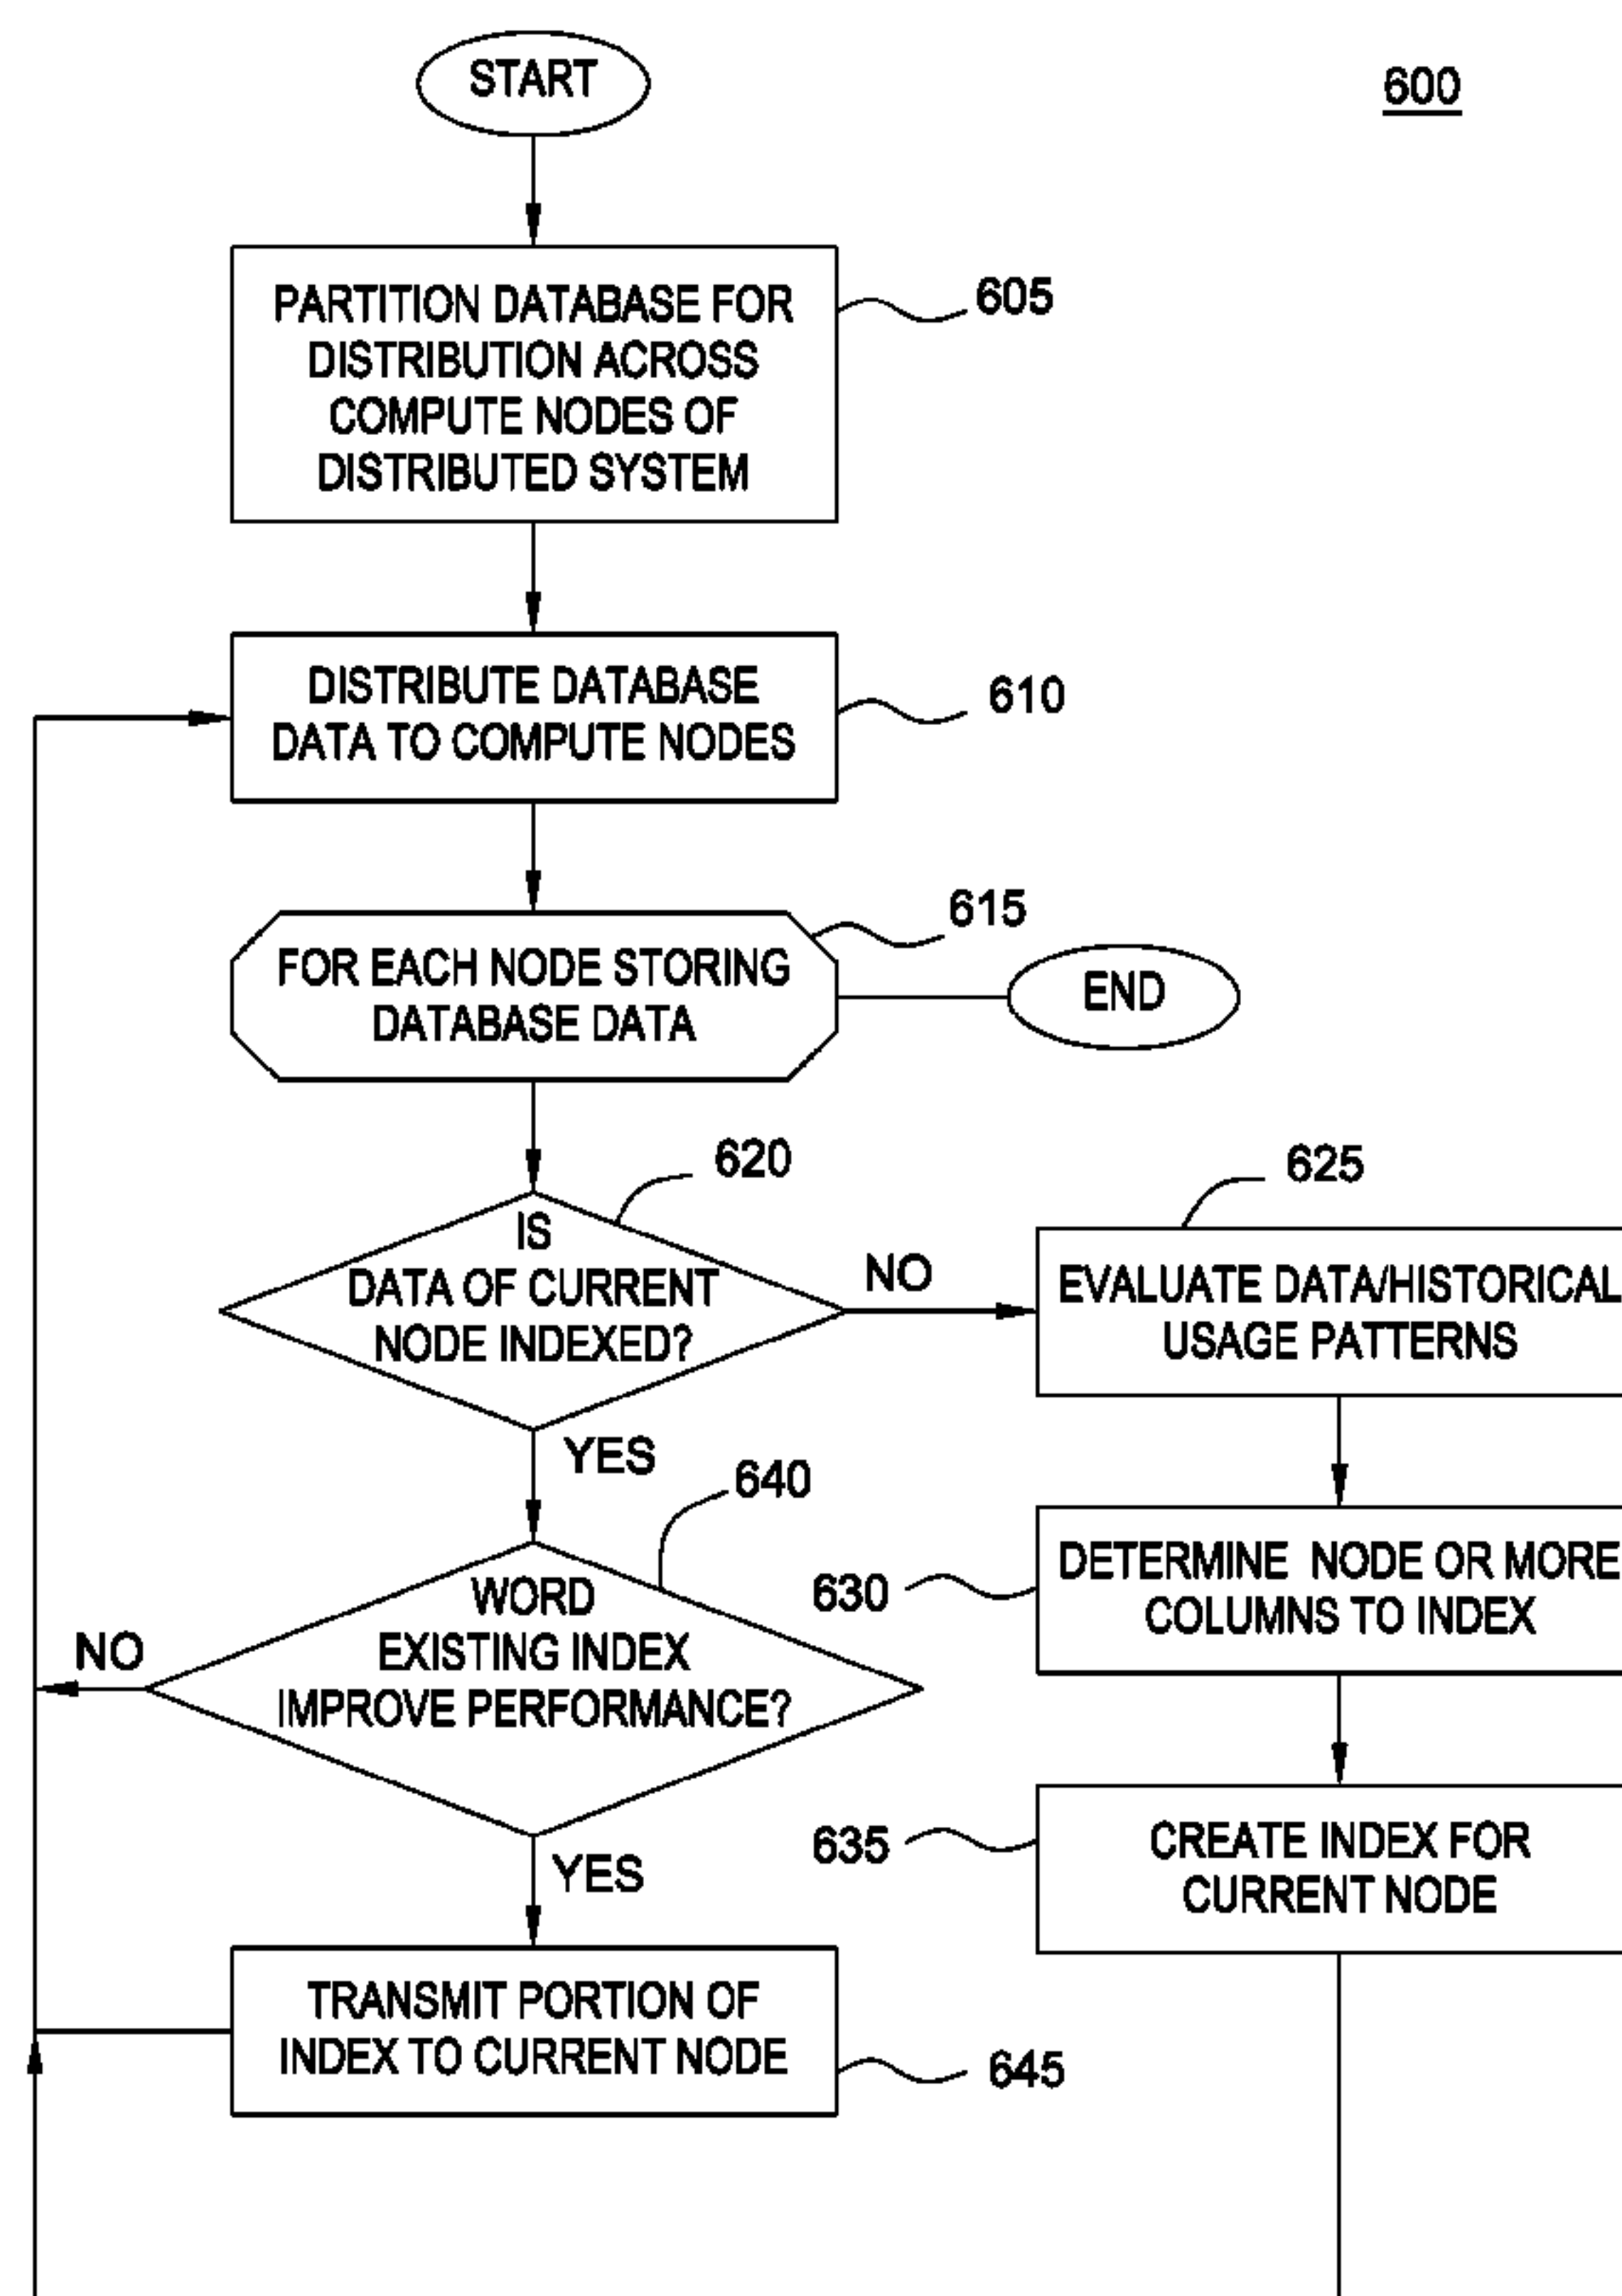 START
600
PARTITION DATABASE FOR
DISTRIBUTION ACROSS
COMPUTE NODES OF
DISTRIBUTED SYSTEM
605
DISTRIBUTE DATABASE
DATA TO COMPUTE NODES
610
615
FOR EACH NODE STORING
DATABASE DATA
END
620
IS
DATA OF CURRENT
NODE INDEXED?
NO
625
EVALUATE DATA/HISTORICAL
USAGE PATTERNS
YES
640
WORD
EXISTING INDEX
IMPROVE PERFORMANCE?
NO
630
DETERMINE NODE OR MORE
COLUMNS TO INDEX
YES
635
CREATE INDEX FOR
CURRENT NODE
TRANSMIT PORTION OF
INDEX TO CURRENT NODE
645